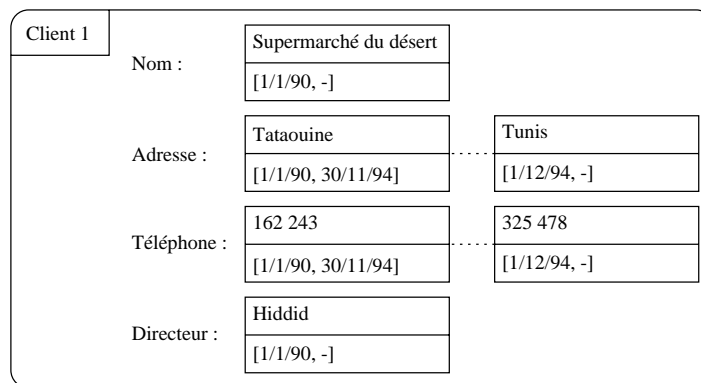 Client 1
Nom :
Supermarché du désert
[1/1/90, -]
Adresse :
Tataouine
[1/1/90, 30/11/94]
Tunis
[1/12/94, -]
Téléphone :
162 243
[1/1/90, 30/11/94]
325 478
[1/12/94, -]
Directeur :
Hiddid
[1/1/90, -]